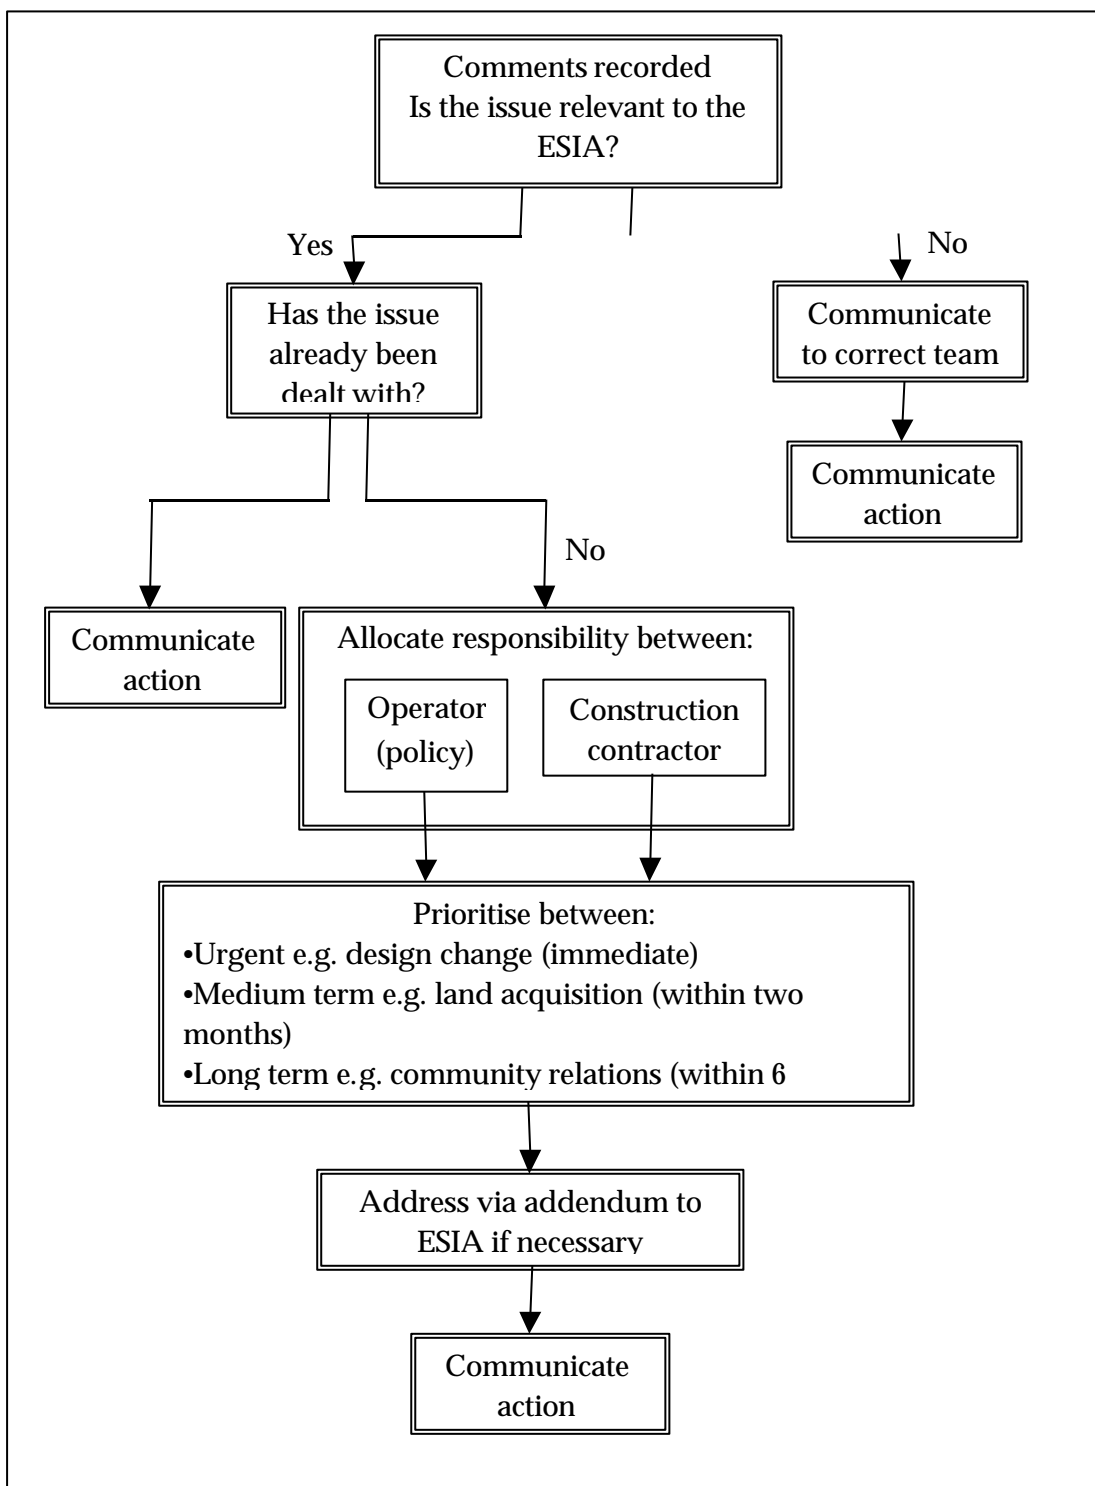 Comments recorded
Is the issue relevant to the
ESIA?
Yes
No
Has the issue
already been
dealt with?
Communicate
to correct team
Communicate
action
No
Communicate
action
Allocate responsibility between:
Operator
(policy)
Construction
contractor
Prioritise between:
•Urgent e.g. design change (immediate)
•Medium term e.g. land acquisition (within two
months)
•Long term e.g. community relations (within 6
Address via addendum to
ESIA if necessary
Communicate
action